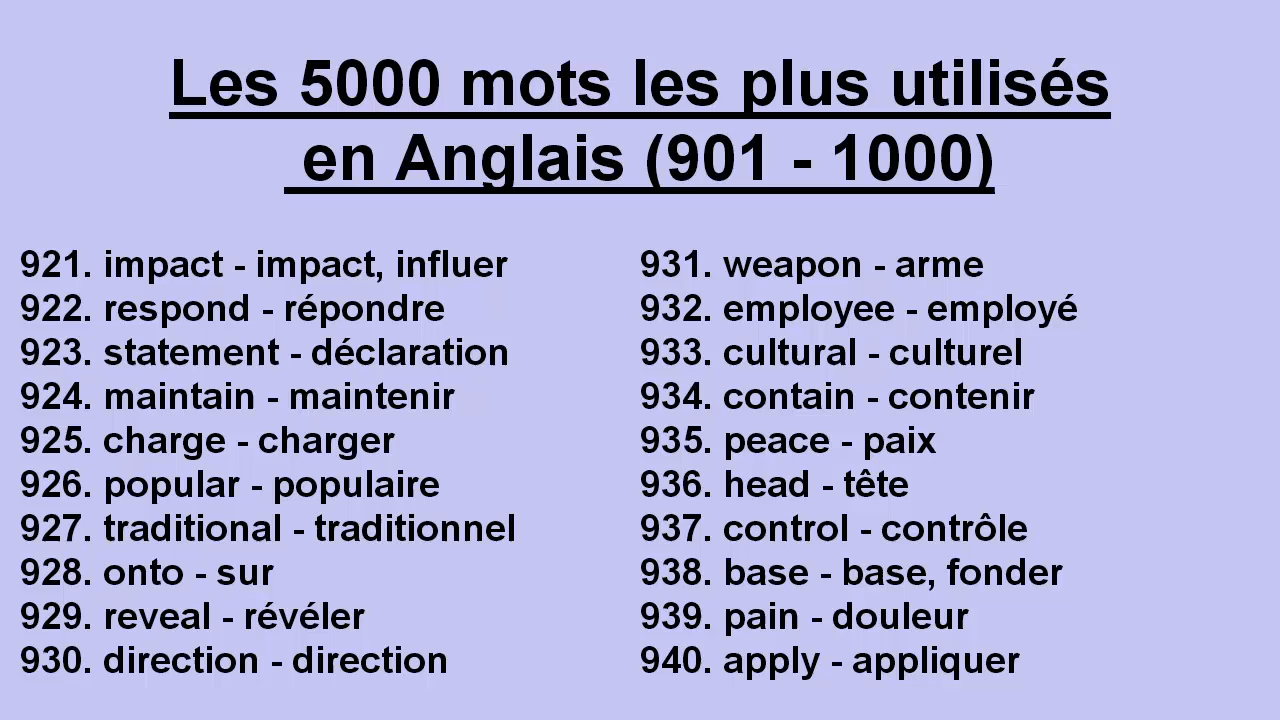 Les 5000 mots les plus utilisés
en Anglais (901 - 1000)
921. impact - impact, influer
922. respond - répondre
923. statement - déclaration
924. maintain - maintenir
925. charge - charger
926. popular - populaire
927. traditional - traditionnel
928. onto - sur
929. reveal - révéler
930. direction - direction
931. weapon - arme
932. employee - employé
933. cultural - culturel
934. contain - contenir
935. peace - paix
936. head - tête
937. control - contrôle
938. base - base, fonder
939. pain - douleur
940. apply - appliquer